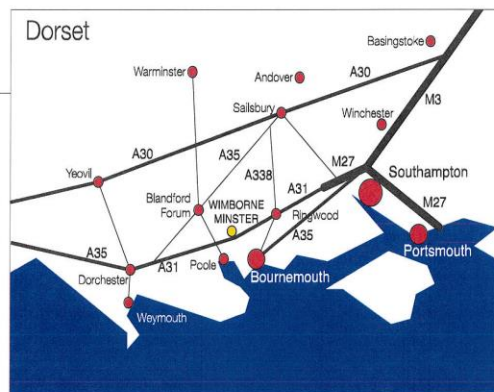 Dorset
Basingstoke
Warminster
Andover
A30
M3
Sailsbury
Winchester
A30
A35
M27
Yeovil
A338
Southampton
Blandford
Forum
WIMBORNE
MINSTER
A31
M27
Ringwood
A35
A35
Portsmouth
A31
Poole
Bournemouth
Dorchester
Weymouth